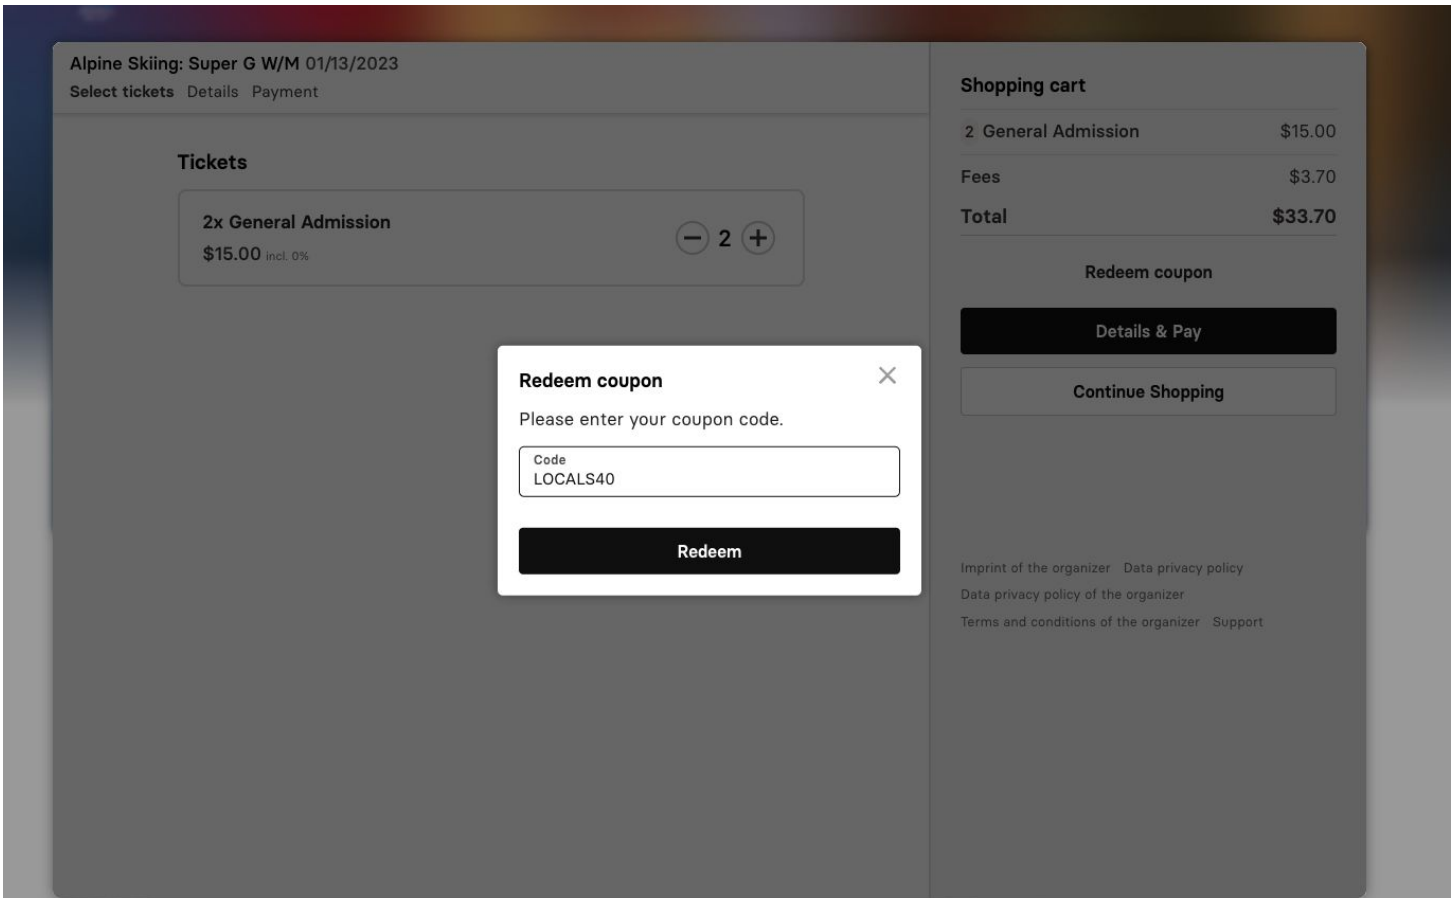 Alpine Skiing: Super G W/M 01/13/2023
Select tickets Details Payment
Tickets
2x General Admission
$15.00 incl. 0%
2
Shopping cart
2 General Admission $15.00
Fees $3.70
Total $33.70
Redeem coupon
Details & Pay
Continue Shopping
Redeem coupon
Please enter your coupon code.
Code
LOCALS40
Redeem
Imprint of the organizer Data privacy policy
Data privacy policy of the organizer
Terms and conditions of the organizer Support